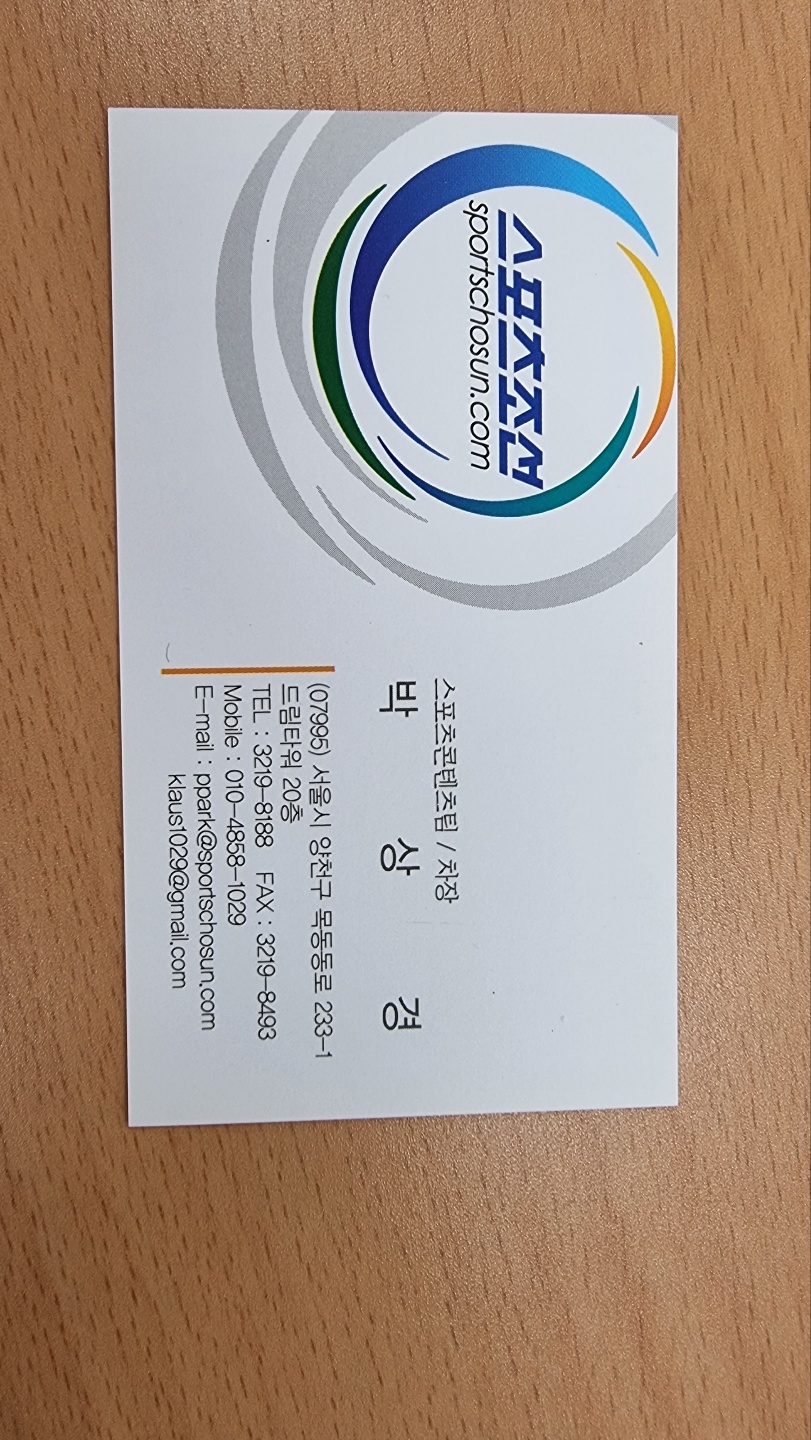 스포츠조선
sportschosun.com
스포츠콘텐츠팀 / 차장
박 상 경
(07995) 서울시 양천구 목동동로 233-1
드림타워 20층
TEL : 3219-8188 FAX : 3219-8493
Mobile : 010-4858-1029
E-mail : ppark@sportschosun.com
klaus1029@gmail.com